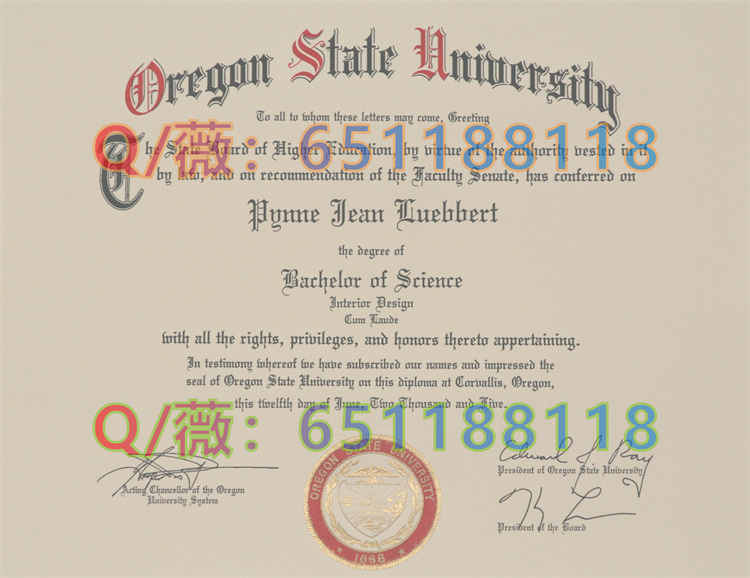 Oregon State University
To all to whom these letters may come, Greeting
Q/薇：651188118
The State Board of Higher Education, by virtue of the authority vested in it
by law, and on recommendation of the Faculty Senate, has conferred on
Pynne Jean Luebbert
the degree of
Bachelor of Science
Interior Design
Cum Laude
with all the rights, privileges, and honors thereto appertaining.
In testimony whereof we have subscribed our names and impressed the
seal of Oregon State University on this diploma at Corvallis, Oregon,
this twelfth day of June, Two Thousand and Five.
Q/薇：651188118
Edward J. Ray
President of Oregon State University
Acting Chancellor of the Oregon
University System
OREGON STATE UNIVERSITY
1868
President of the Board